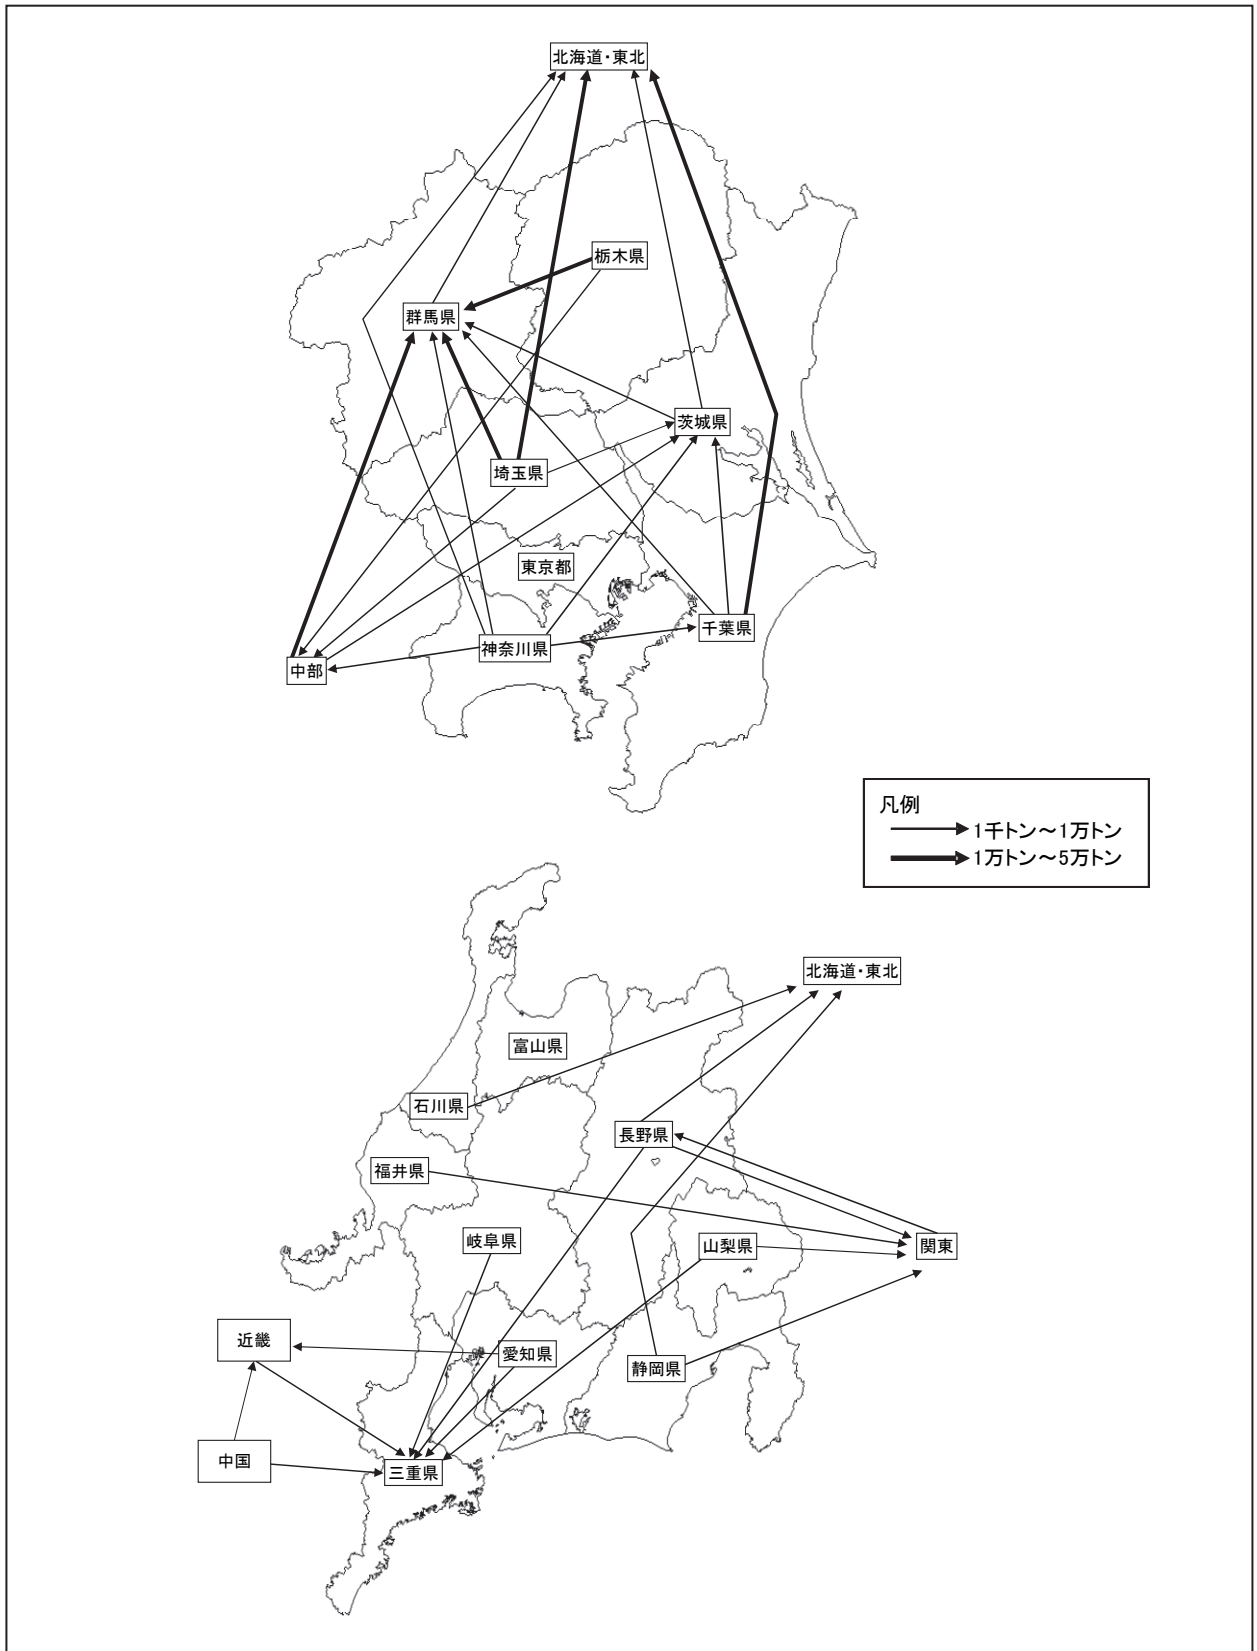 北海道・東北
栃木県
群馬県
茨城県
埼玉県
東京都
千葉県
神奈川県
中部
凡例
1千トン～1万トン
1万トン～5万トン
北海道・東北
富山県
石川県
長野県
福井県
岐阜県
山梨県
関東
近畿
愛知県
静岡県
中国
三重県